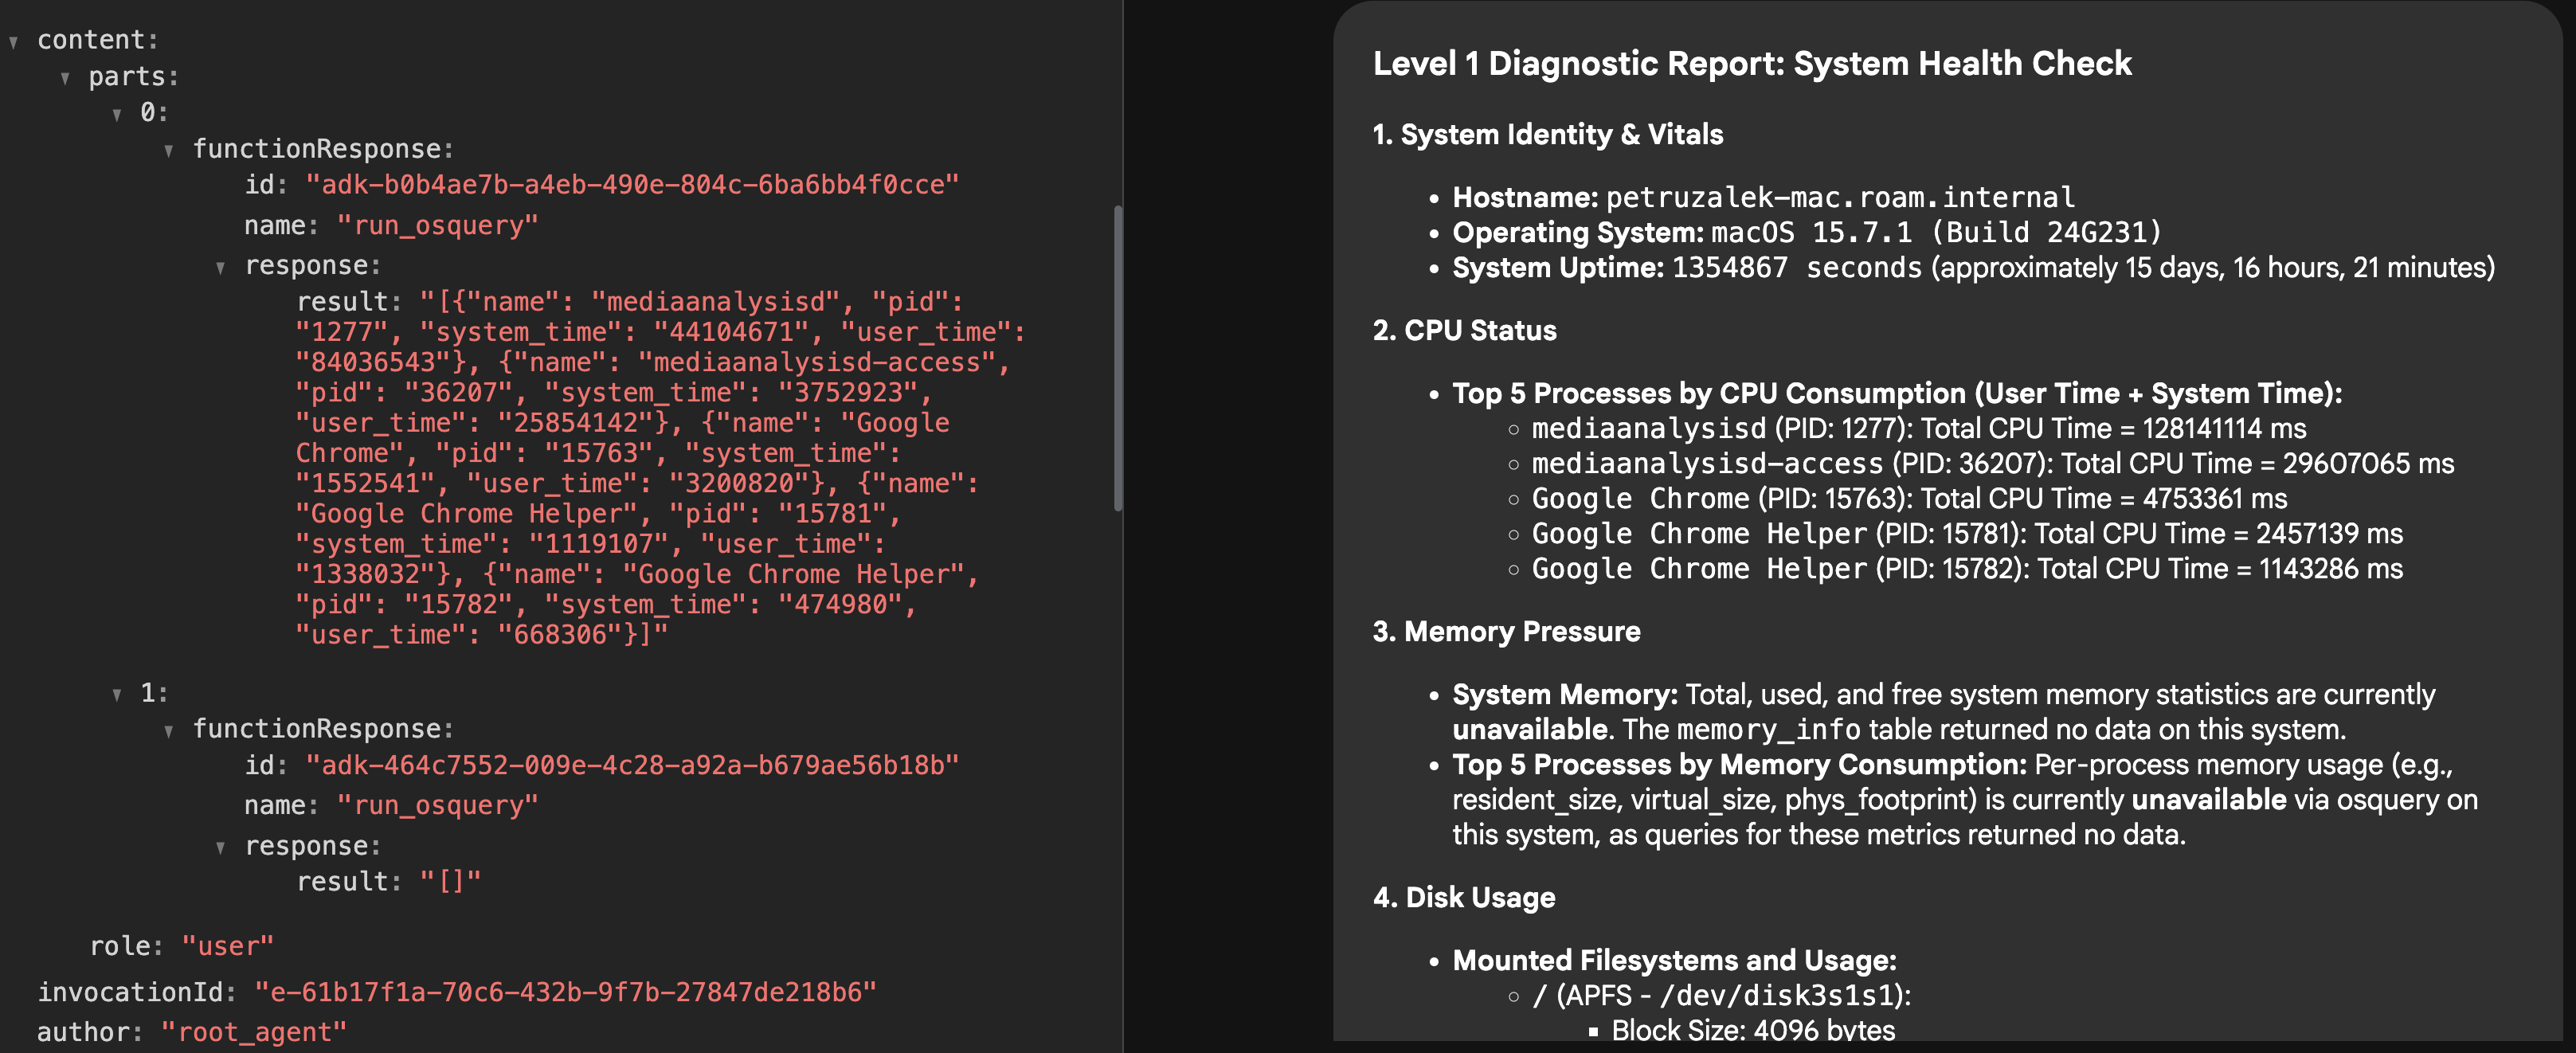 content:
parts:
0:
functionResponse:
id: "adk-b0b4ae7b-a4eb-490e-804c-6ba6bb4f0cce"
name: "run_osquery"
response:
result: "[{"name": "mediaanalysisd", "pid":
"1277", "system_time": "44104671", "user_time":
"84036543"}, {"name": "mediaanalysisd-access",
"pid": "36207", "system_time": "3752923",
"user_time": "25854142"}, {"name": "Google
Chrome", "pid": "15763", "system_time":
"1552541", "user_time": "3200820"}, {"name":
"Google Chrome Helper", "pid": "15781",
"system_time": "1119107", "user_time":
"1338032"}, {"name": "Google Chrome Helper",
"pid": "15782", "system_time": "474980",
"user_time": "668306"}]"
1:
functionResponse:
id: "adk-464c7552-009e-4c28-a92a-b679ae56b18b"
name: "run_osquery"
response:
result: "[]"
role: "user"
invocationId: "e-61b17f1a-70c6-432b-9f7b-27847de218b6"
author: "root_agent"
Level 1 Diagnostic Report: System Health Check
1. System Identity & Vitals
• Hostname: petruzalek-mac.roam.internal
• Operating System: macOS 15.7.1 (Build 24G231)
• System Uptime: 1354867 seconds (approximately 15 days, 16 hours, 21 minutes)
2. CPU Status
• Top 5 Processes by CPU Consumption (User Time + System Time):
○ mediaanalysisd (PID: 1277): Total CPU Time = 128141114 ms
○ mediaanalysisd-access (PID: 36207): Total CPU Time = 29607065 ms
○ Google Chrome (PID: 15763): Total CPU Time = 4753361 ms
○ Google Chrome Helper (PID: 15781): Total CPU Time = 2457139 ms
○ Google Chrome Helper (PID: 15782): Total CPU Time = 1143286 ms
3. Memory Pressure
• System Memory: Total, used, and free system memory statistics are currently
unavailable. The memory_info table returned no data on this system.
• Top 5 Processes by Memory Consumption: Per-process memory usage (e.g.,
resident_size, virtual_size, phys_footprint) is currently unavailable via osquery on
this system, as queries for these metrics returned no data.
4. Disk Usage
• Mounted Filesystems and Usage:
○ / (APFS - /dev/disk3s1s1):
▪ Block Size: 4096 bytes